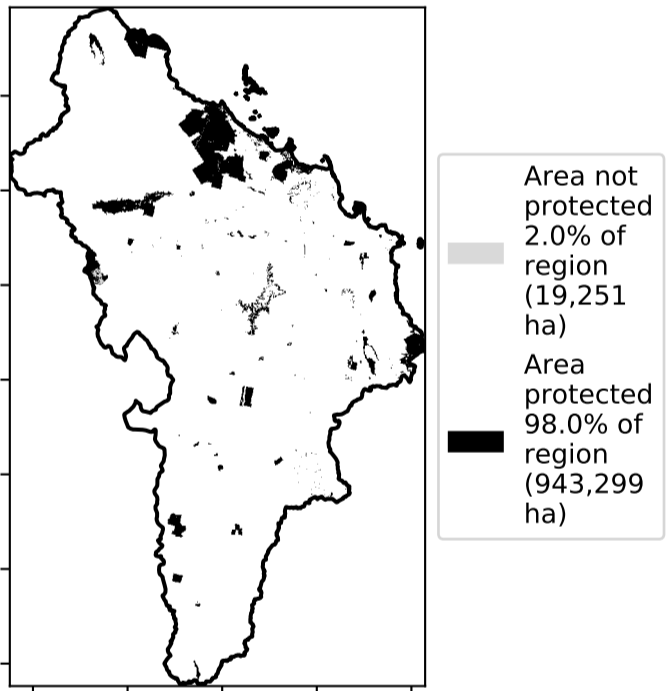 Area not
protected
2.0% of
region
(19,251
ha)
Area
protected
98.0% of
region
(943,299
ha)